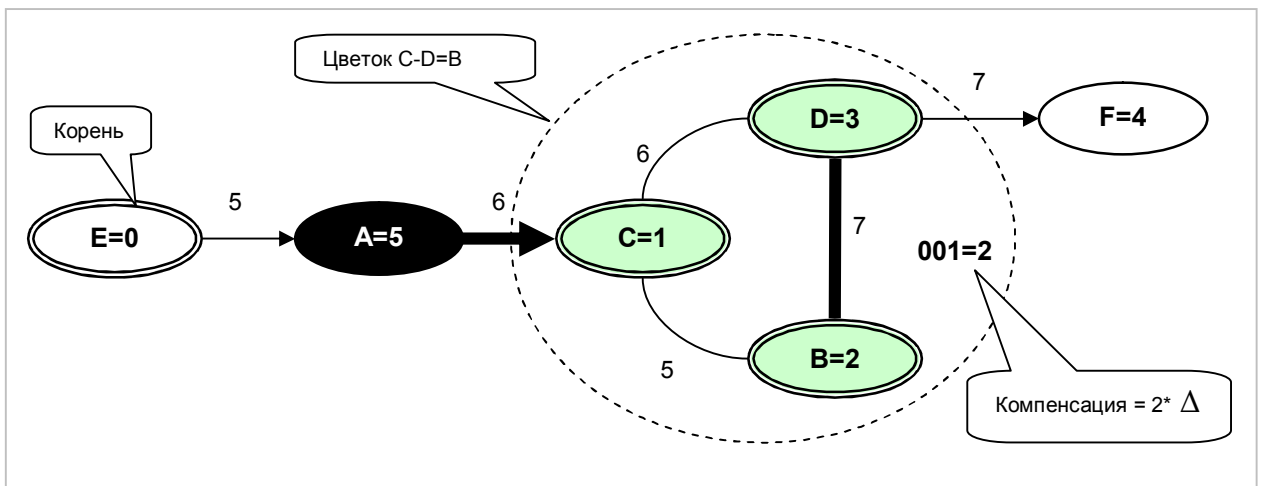 Цветок C-D=B
Корень
5
6
6
7
7
5
E=0
A=5
C=1
D=3
B=2
F=4
001=2
Компенсация = 2* Δ